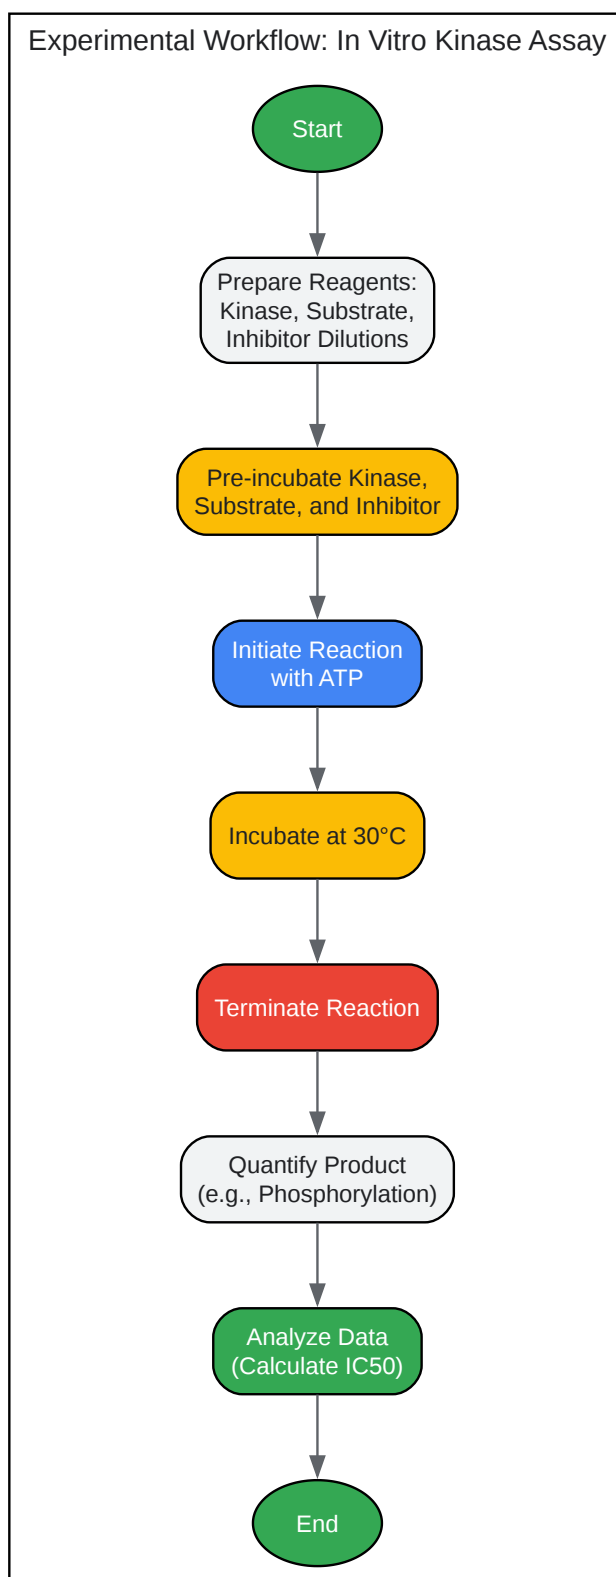 Experimental Workflow: In Vitro Kinase Assay
Start
Prepare Reagents:
Kinase, Substrate,
Inhibitor Dilutions
Pre-incubate Kinase,
Substrate, and Inhibitor
Initiate Reaction
with ATP
Incubate at 30°C
Terminate Reaction
Quantify Product
(e.g., Phosphorylation)
Analyze Data
(Calculate IC50)
End